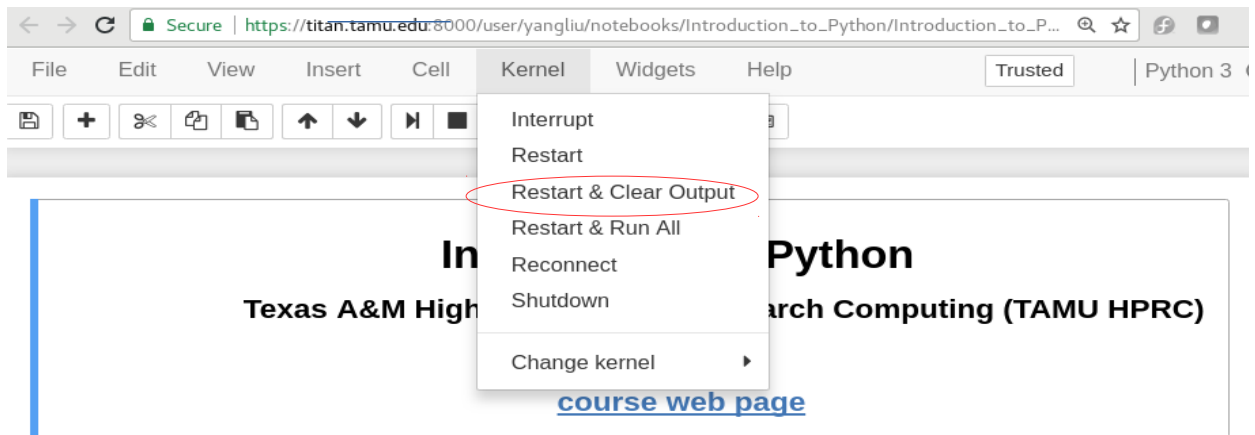 Secure | https://titan.tamu.edu:8000/user/yangliu/notebooks/Introduction_to_Python/Introduction_to_P...
File Edit View Insert Cell Kernel Widgets Help Trusted Python 3
Interrupt
Restart
Restart & Clear Output
Restart & Run All
Reconnect
Shutdown
Change kernel
In Python
Texas A&M High arch Computing (TAMU HPRC)
course web page